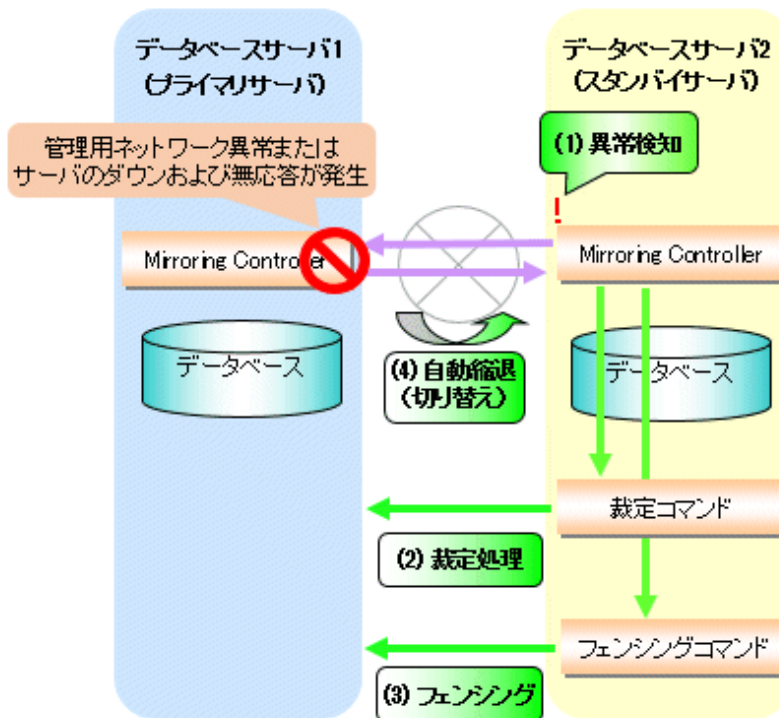 データベースサーバ1
(プライマリサーバ)
データベースサーバ2
(スタンバイサーバ)
管理用ネットワーク異常または
サーバのダウンおよび無応答が発生
(1) 異常検知
!
Mirroring Controller
Mirroring Controller
データベース
データベース
(4) 自動縮退
(切り替え)
裁定コマンド
(2) 裁定処理
フェンシングコマンド
(3) フェンシング